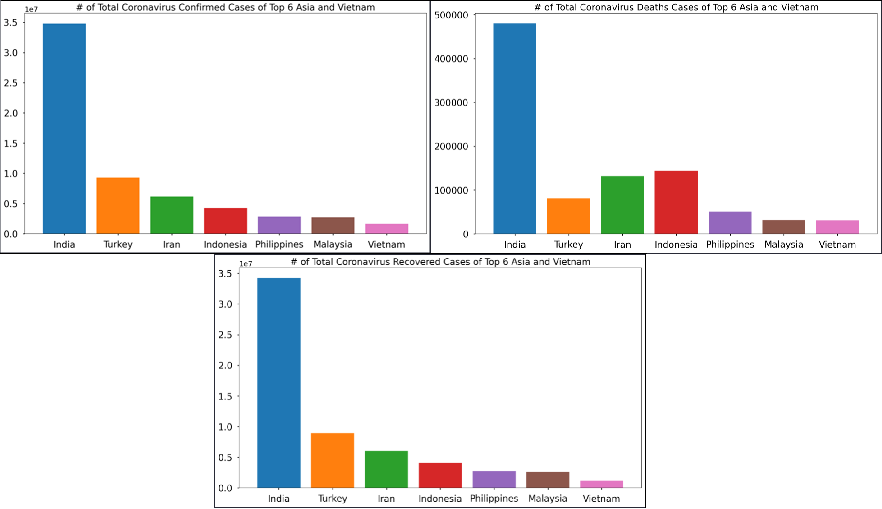 # of Total Coronavirus Confirmed Cases of Top 6 Asia and Vietnam
1e7
3.5
3.0
2.5
2.0
1.5
1.0
0.5
0.0
India Turkey Iran Indonesia Philippines Malaysia Vietnam
# of Total Coronavirus Deaths Cases of Top 6 Asia and Vietnam
500000
400000
300000
200000
100000
0
India Turkey Iran Indonesia Philippines Malaysia Vietnam
# of Total Coronavirus Recovered Cases of Top 6 Asia and Vietnam
1e7
3.5
3.0
2.5
2.0
1.5
1.0
0.5
0.0
India Turkey Iran Indonesia Philippines Malaysia Vietnam